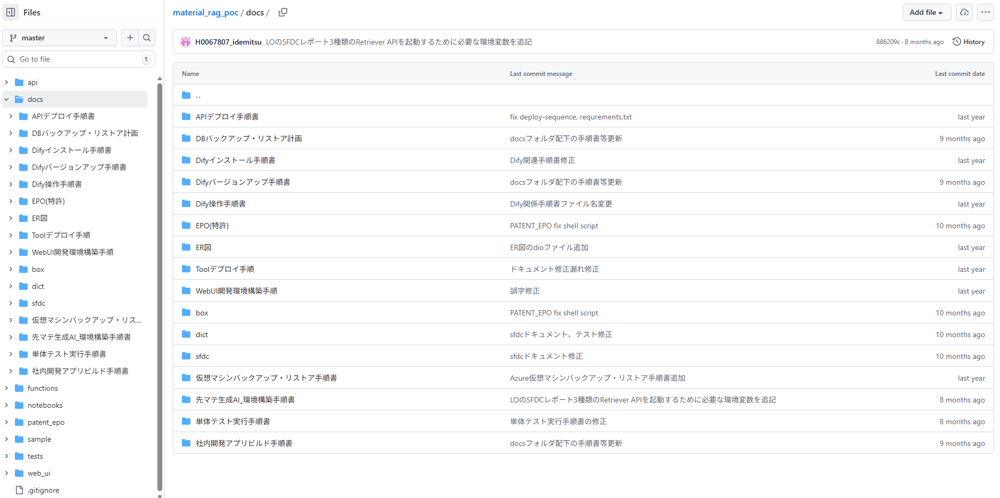 Files
master
Go to file
t
api
docs
APIデプロイ手順書
DBバックアップ・リストア計画
Difyインストール手順書
Difyバージョンアップ手順書
Dify操作手順書
EPO(特許)
ER図
Toolデプロイ手順
WebUI開発環境構築手順
box
dict
sfdc
仮想マシンバックアップ・リス...
先マテ生成AI_環境構築手順書
単体テスト実行手順書
社内開発アプリビルド手順書
functions
notebooks
patent_epo
sample
tests
web_ui
.gitignore
material_rag_poc / docs /
Add file
H0067807_idemitsu LOのSFDCレポート3種類のRetriever APIを起動するために必要な環境変数を追記 886209c · 8 months ago History
Name Last commit message Last commit date
..
APIデプロイ手順書 fix deploy-sequence, requrements.txt last year
DBバックアップ・リストア計画 docsフォルダ配下の手順書等更新 9 months ago
Difyインストール手順書 Dify関連手順書修正 last year
Difyバージョンアップ手順書 docsフォルダ配下の手順書等更新 9 months ago
Dify操作手順書 Dify関係手順書ファイル名変更 last year
EPO(特許) PATENT_EPO fix shell script 10 months ago
ER図 ER図のdioファイル追加 last year
Toolデプロイ手順 ドキュメント修正漏れ修正 last year
WebUI開発環境構築手順 誤字修正 last year
box PATENT_EPO fix shell script 10 months ago
dict sfdcドキュメント、テスト修正 10 months ago
sfdc sfdcドキュメント修正 10 months ago
仮想マシンバックアップ・リストア手順書 Azure仮想マシンバックアップ・リストア手順書追加 last year
先マテ生成AI_環境構築手順書 LOのSFDCレポート3種類のRetriever APIを起動するために必要な環境変数を追記 8 months ago
単体テスト実行手順書 単体テスト実行手順書の修正 8 months ago
社内開発アプリビルド手順書 docsフォルダ配下の手順書等更新 9 months ago